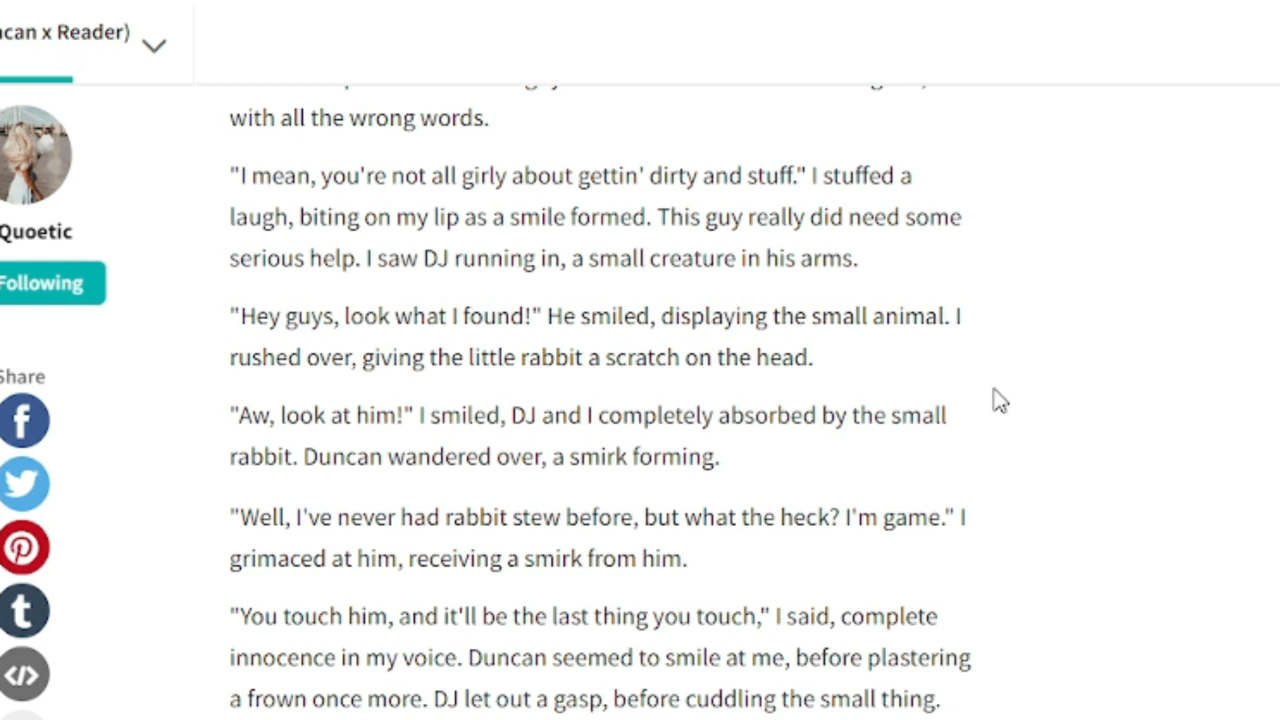 can x Reader)
with all the wrong words.
"I mean, you're not all girly about gettin' dirty and stuff." I stuffed a
laugh, biting on my lip as a smile formed. This guy really did need some
serious help. I saw DJ running in, a small creature in his arms.
"Hey guys, look what I found!" He smiled, displaying the small animal. I
rushed over, giving the little rabbit a scratch on the head.
"Aw, look at him!" I smiled, DJ and I completely absorbed by the small
rabbit. Duncan wandered over, a smirk forming.
"Well, I've never had rabbit stew before, but what the heck? I'm game." I
grimaced at him, receiving a smirk from him.
"You touch him, and it'll be the last thing you touch," I said, complete
innocence in my voice. Duncan seemed to smile at me, before plastering
a frown once more. DJ let out a gasp, before cuddling the small thing.
Quoetic
Following
Share